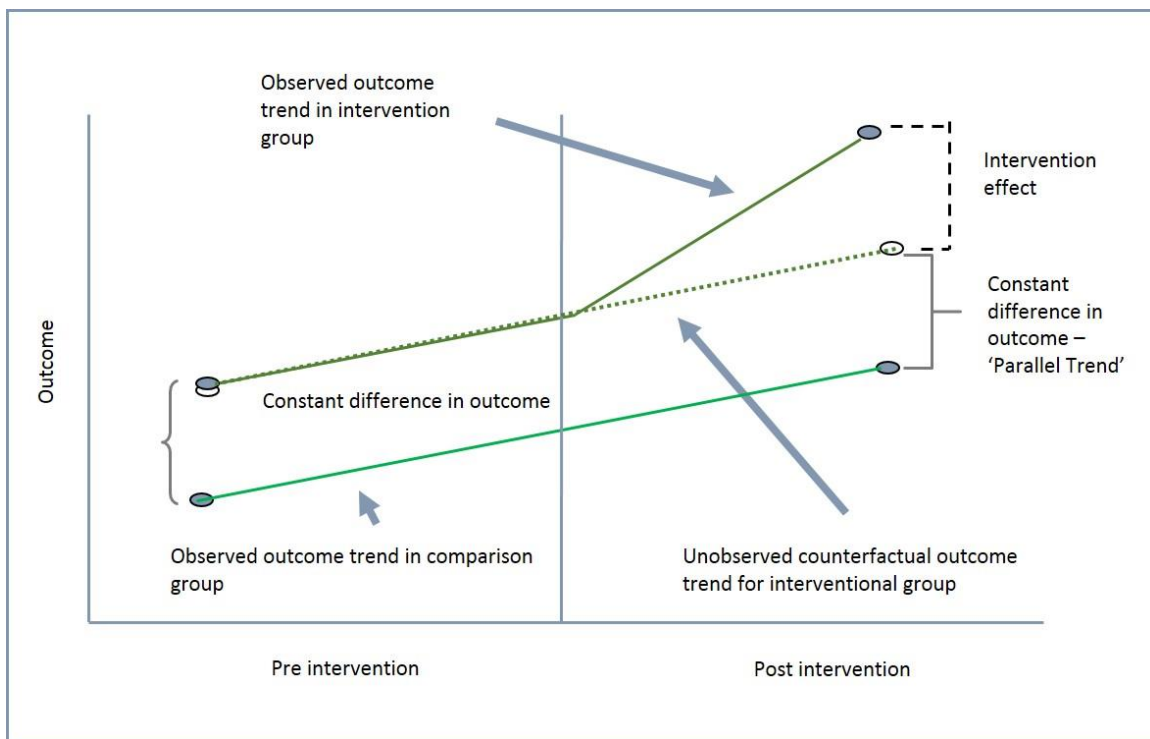 Observed outcome
trend in intervention
group
Intervention
effect
Constant
difference in
outcome –
‘Parallel Trend’
Outcome
Constant difference in outcome
Observed outcome trend in comparison
group
Unobserved counterfactual outcome
trend for interventional group
Pre intervention
Post intervention